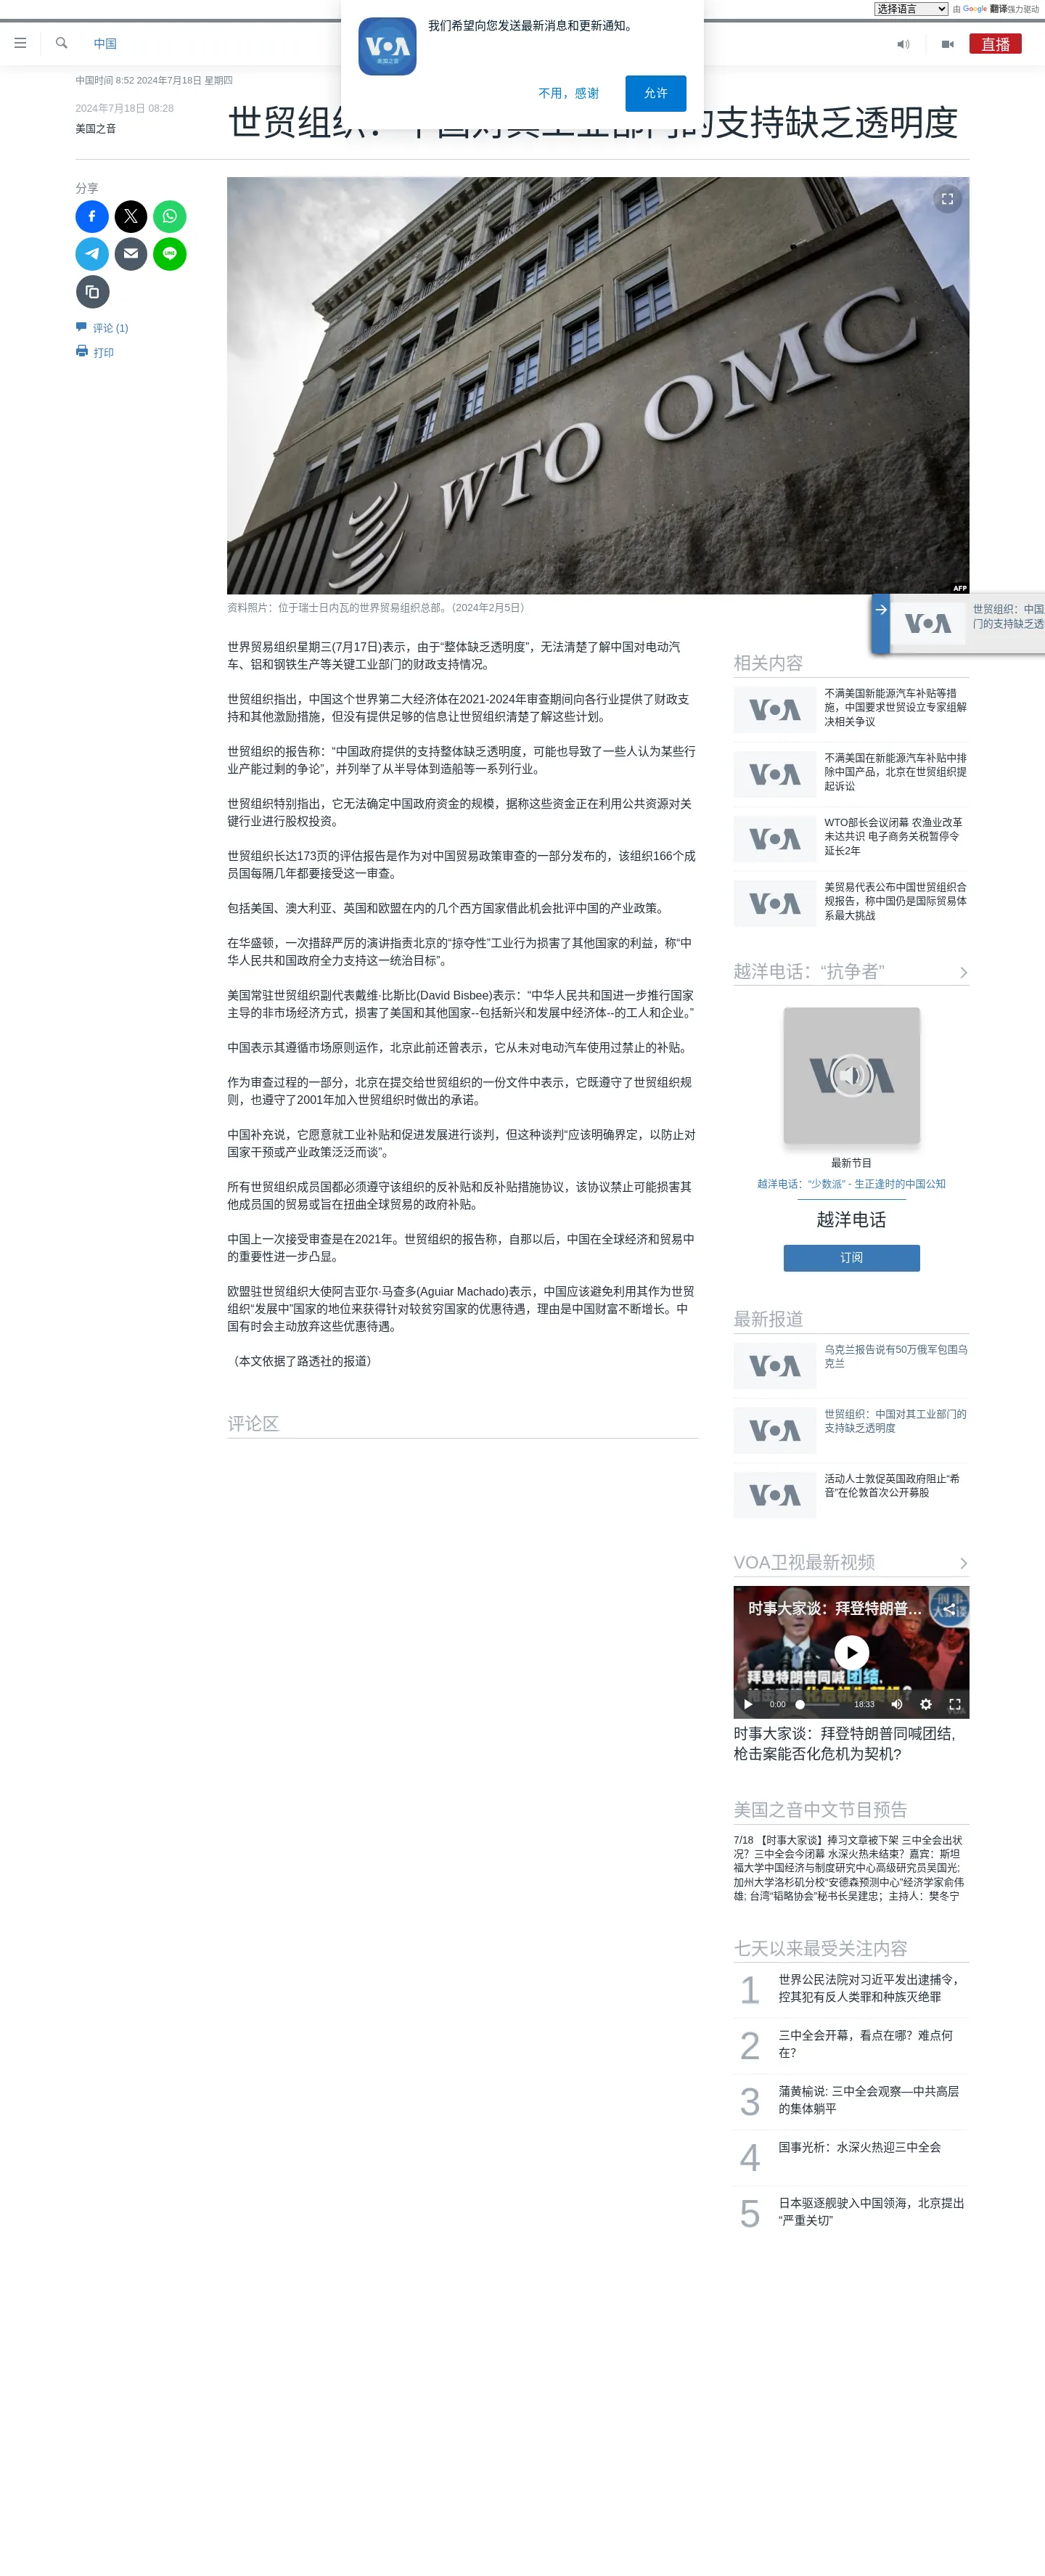 选择语言
由 Google 翻译强力驱动
VOA
美国之音
我们希望向您发送最新消息和更新通知。
不用，感谢
允许
中国
直播
中国时间 8:52 2024年7月18日 星期四
2024年7月18日 08:28
美国之音
世贸组织：中国对其工业部门的支持缺乏透明度
分享
评论 (1)
打印
WTO OMC
AFP
资料照片：位于瑞士日内瓦的世界贸易组织总部。（2024年2月5日）
世界贸易组织星期三(7月17日)表示，由于“整体缺乏透明度”，无法清楚了解中国对电动汽
车、铝和钢铁生产等关键工业部门的财政支持情况。
世贸组织指出，中国这个世界第二大经济体在2021-2024年审查期间向各行业提供了财政支
持和其他激励措施，但没有提供足够的信息让世贸组织清楚了解这些计划。
世贸组织的报告称：“中国政府提供的支持整体缺乏透明度，可能也导致了一些人认为某些行
业产能过剩的争论”，并列举了从半导体到造船等一系列行业。
世贸组织特别指出，它无法确定中国政府资金的规模，据称这些资金正在利用公共资源对关
键行业进行股权投资。
世贸组织长达173页的评估报告是作为对中国贸易政策审查的一部分发布的，该组织166个成
员国每隔几年都要接受这一审查。
包括美国、澳大利亚、英国和欧盟在内的几个西方国家借此机会批评中国的产业政策。
在华盛顿，一次措辞严厉的演讲指责北京的“掠夺性”工业行为损害了其他国家的利益，称“中
华人民共和国政府全力支持这一统治目标”。
美国常驻世贸组织副代表戴维·比斯比(David Bisbee)表示：“中华人民共和国进一步推行国家
主导的非市场经济方式，损害了美国和其他国家--包括新兴和发展中经济体--的工人和企业。”
中国表示其遵循市场原则运作，北京此前还曾表示，它从未对电动汽车使用过禁止的补贴。
作为审查过程的一部分，北京在提交给世贸组织的一份文件中表示，它既遵守了世贸组织规
则，也遵守了2001年加入世贸组织时做出的承诺。
中国补充说，它愿意就工业补贴和促进发展进行谈判，但这种谈判“应该明确界定，以防止对
国家干预或产业政策泛泛而谈”。
所有世贸组织成员国都必须遵守该组织的反补贴和反补贴措施协议，该协议禁止可能损害其
他成员国的贸易或旨在扭曲全球贸易的政府补贴。
中国上一次接受审查是在2021年。世贸组织的报告称，自那以后，中国在全球经济和贸易中
的重要性进一步凸显。
欧盟驻世贸组织大使阿吉亚尔·马查多(Aguiar Machado)表示，中国应该避免利用其作为世贸
组织“发展中”国家的地位来获得针对较贫穷国家的优惠待遇，理由是中国财富不断增长。中
国有时会主动放弃这些优惠待遇。
（本文依据了路透社的报道）
评论区
VOA
世贸组织：中国
门的支持缺乏透
相关内容
VOA
不满美国新能源汽车补贴等措
施，中国要求世贸设立专家组解
决相关争议
VOA
不满美国在新能源汽车补贴中排
除中国产品，北京在世贸组织提
起诉讼
VOA
WTO部长会议闭幕 农渔业改革
未达共识 电子商务关税暂停令
延长2年
VOA
美贸易代表公布中国世贸组织合
规报告，称中国仍是国际贸易体
系最大挑战
越洋电话：“抗争者”
VOA
最新节目
越洋电话：“少数派” - 生正逢时的中国公知
越洋电话
订阅
最新报道
VOA
乌克兰报告说有50万俄军包围乌
克兰
VOA
世贸组织：中国对其工业部门的
支持缺乏透明度
VOA
活动人士敦促英国政府阻止“希
音”在伦敦首次公开募股
VOA卫视最新视频
时事大家谈：拜登特朗普…
时事
大家谈
拜登特朗普同喊团结,
枪击案能否化危机为契机?
0:00
18:33
VOA
时事大家谈：拜登特朗普同喊团结,
枪击案能否化危机为契机?
美国之音中文节目预告
7/18 【时事大家谈】捧习文章被下架 三中全会出状
况？三中全会今闭幕 水深火热未结束？嘉宾：斯坦
福大学中国经济与制度研究中心高级研究员吴国光;
加州大学洛杉矶分校“安德森预测中心”经济学家俞伟
雄; 台湾“韬略协会”秘书长吴建忠；主持人：樊冬宁
七天以来最受关注内容
1
世界公民法院对习近平发出逮捕令，
控其犯有反人类罪和种族灭绝罪
2
三中全会开幕，看点在哪？难点何
在？
3
蒲黄榆说: 三中全会观察—中共高层
的集体躺平
4
国事光析：水深火热迎三中全会
5
日本驱逐舰驶入中国领海，北京提出
“严重关切”